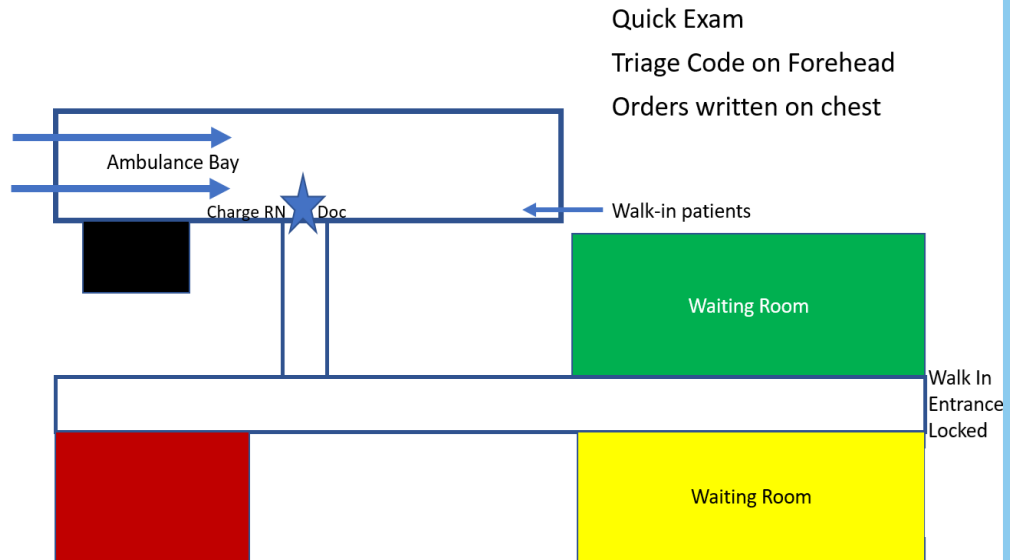 Quick Exam
Triage Code on Forehead
Orders written on chest
Ambulance Bay
Charge RN
Doc
Walk-in patients
Waiting Room
Walk In
Entrance
Locked
Waiting Room